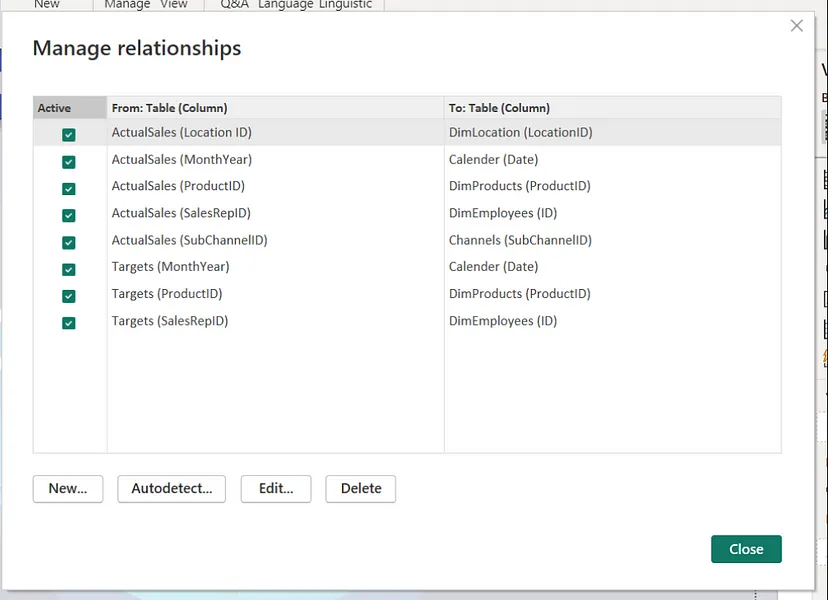 New Manage View Q&A Language Linguistic
Manage relationships
Active From: Table (Column) To: Table (Column)
ActualSales (Location ID) DimLocation (LocationID)
ActualSales (MonthYear) Calender (Date)
ActualSales (ProductID) DimProducts (ProductID)
ActualSales (SalesRepID) DimEmployees (ID)
ActualSales (SubChannelID) Channels (SubChannelID)
Targets (MonthYear) Calender (Date)
Targets (ProductID) DimProducts (ProductID)
Targets (SalesRepID) DimEmployees (ID)
New... Autodetect... Edit... Delete
Close